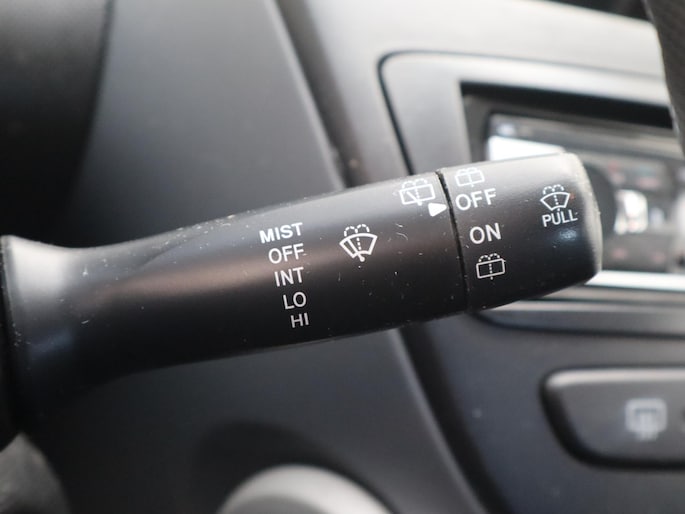 MIST
OFF
INT
LO
HI
OFF
ON
PULL